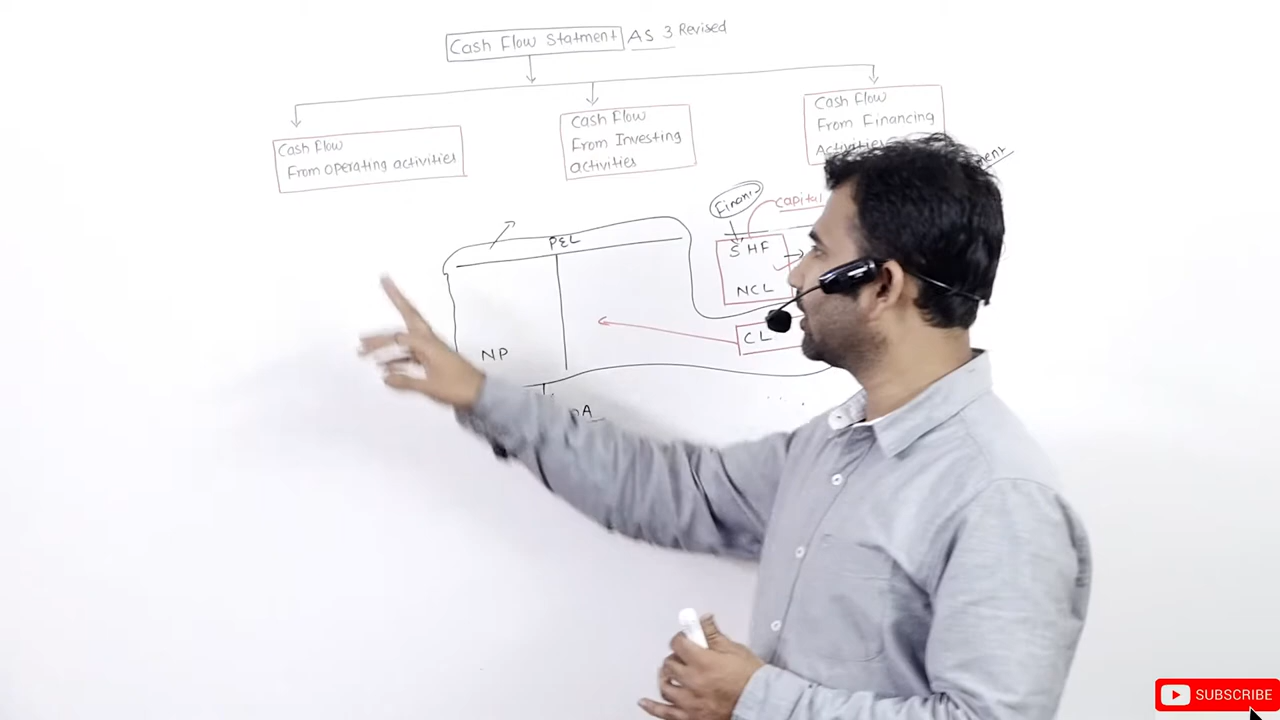 Cash Flow Statment AS 3 Revised
Cash Flow
From operating activities
Cash Flow
From Investing
activities
Cash Flow
From Financing
Activities
capital
P&L
SHF
NCL
CL
NP
SUBSCRIBE